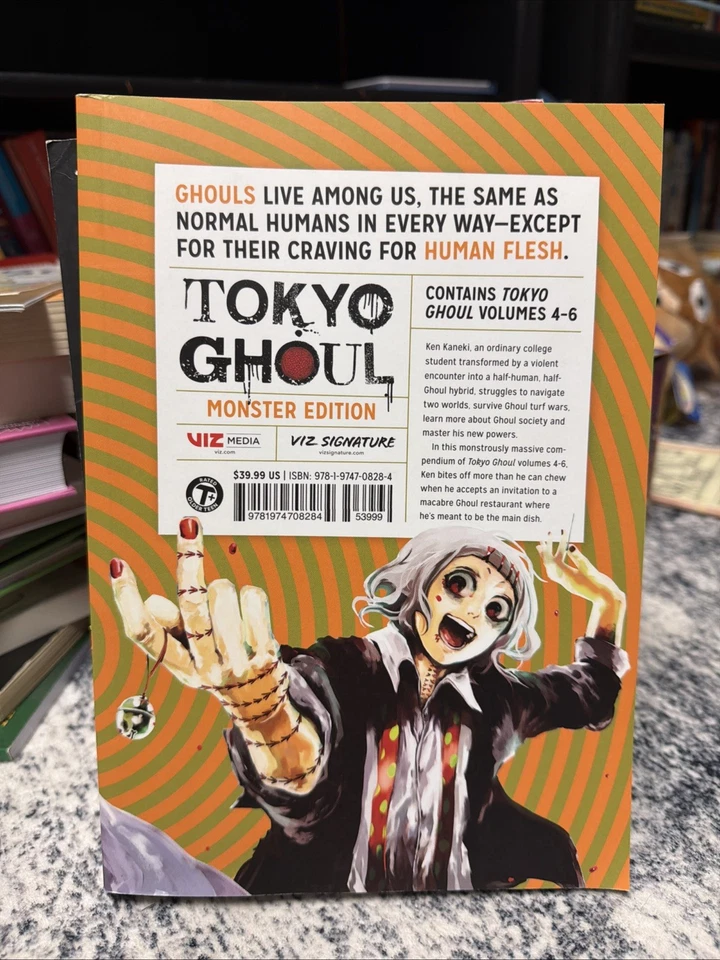 GHOULS LIVE AMONG US, THE SAME AS
NORMAL HUMANS IN EVERY WAY—EXCEPT
FOR THEIR CRAVING FOR HUMAN FLESH.
TOKYO
GHOUL
MONSTER EDITION
VIZ MEDIA
viz.com
VIZ SIGNATURE
vizsignature.com
$39.99 US | ISBN: 978-1-9747-0828-4
RATED
T+
OLDER TEEN
9781974708284
53999
CONTAINS TOKYO
GHOUL VOLUMES 4-6
Ken Kaneki, an ordinary college
student transformed by a violent
encounter into a half-human, half-
Ghoul hybrid, struggles to navigate
two worlds, survive Ghoul turf wars,
learn more about Ghoul society and
master his new powers.
In this monstrously massive com-
pendium of Tokyo Ghoul volumes 4-6,
Ken bites off more than he can chew
when he accepts an invitation to a
macabre Ghoul restaurant where
he's meant to be the main dish.